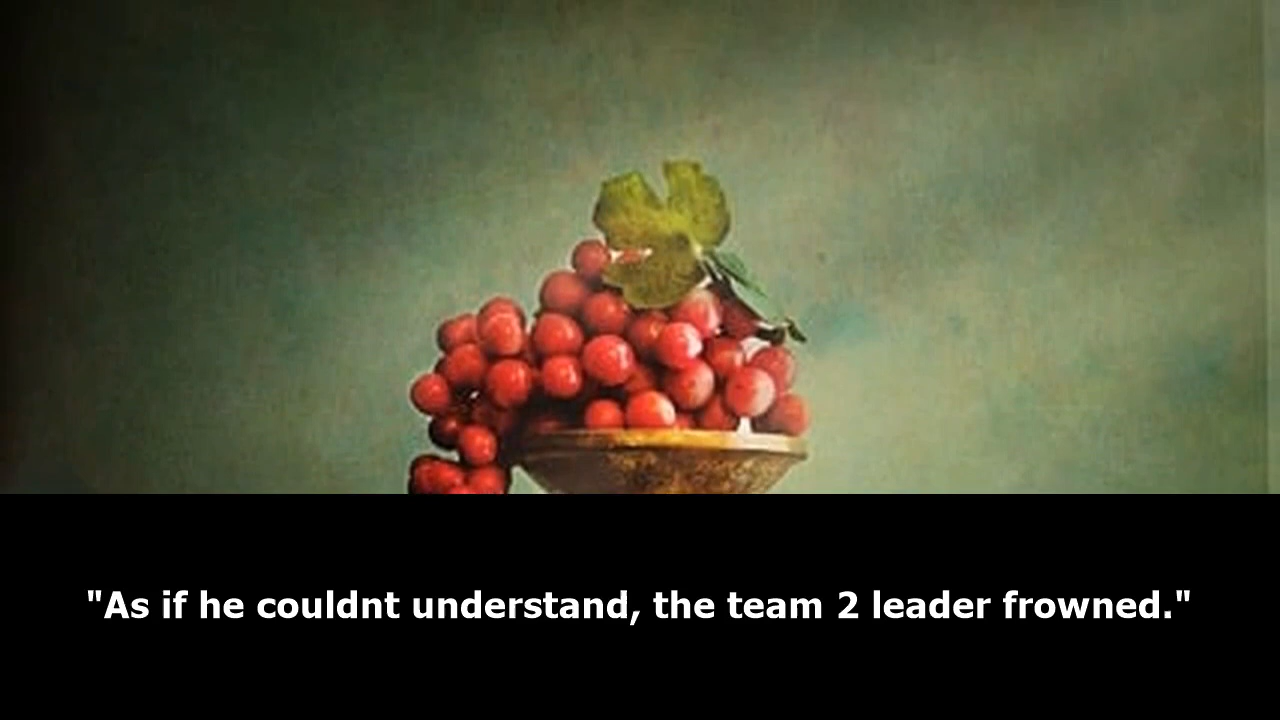 "As if he couldnt understand, the team 2 leader frowned."